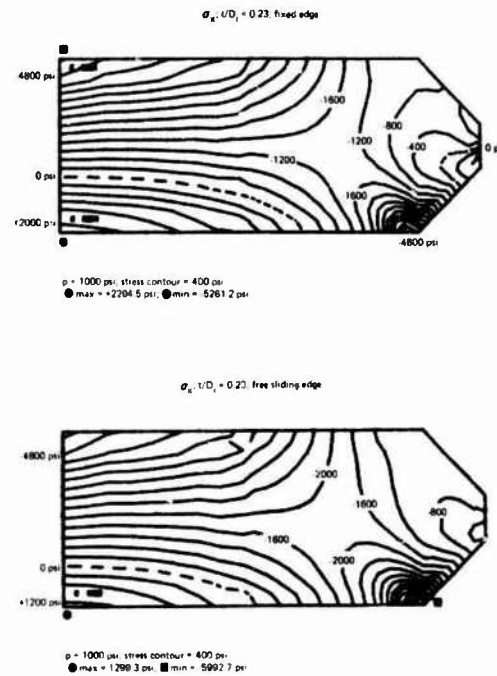 σx; t/Di = 0.23; fixed edge
4800 psi
-1600
-800
-1200
-400
0 p
-1200
0 psi
1600
+2000 psi
-4800 psi
p = 1000 psi; stress contour = 400 psi
max = +2204.5 psi; min = -5261.2 psi
σx; t/Di = 0.23; free sliding edge
-4800 psi
-2000
-1600
-800
1600
-2000
0 psi
+1200 psi
p = 1000 psi; stress contour = 400 psi
max = 1299.3 psi; min = -5992.7 psi